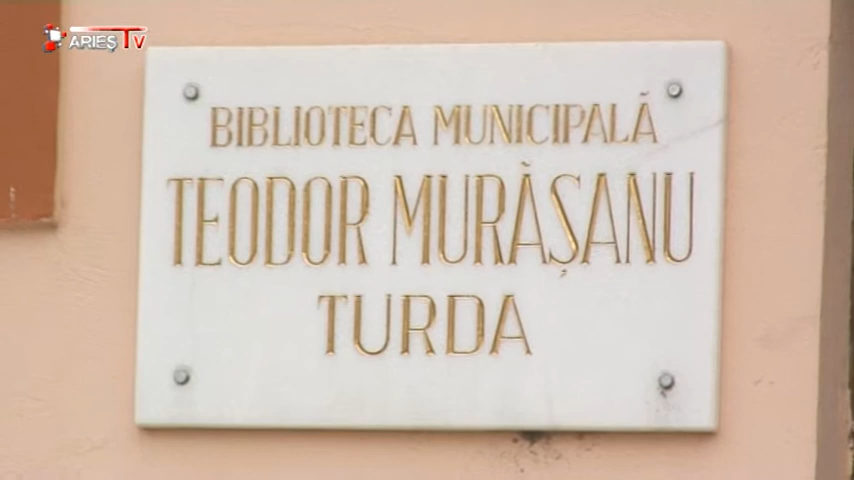 ARIEȘ TV
BIBLIOTECA MUNICIPALĂ
TEODOR MURĂȘANU
TURDA